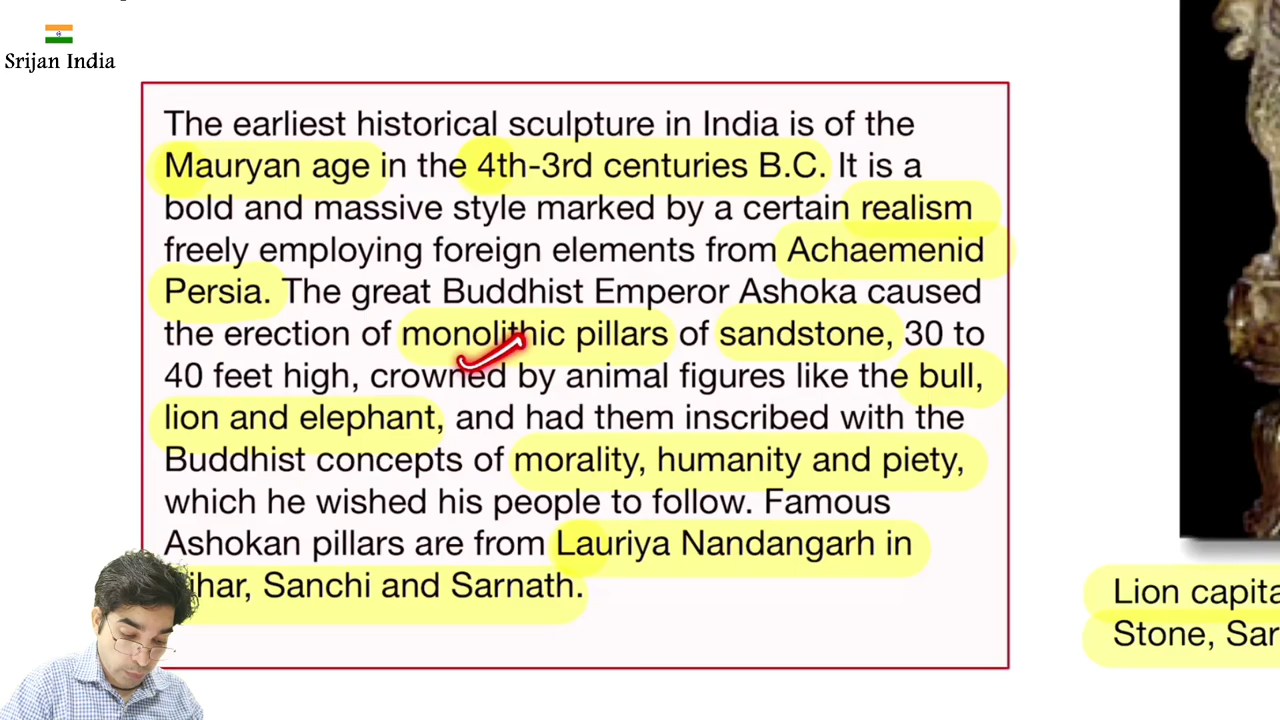 Srijan India
The earliest historical sculpture in India is of the
Mauryan age in the 4th-3rd centuries B.C. It is a
bold and massive style marked by a certain realism
freely employing foreign elements from Achaemenid
Persia. The great Buddhist Emperor Ashoka caused
the erection of monolithic pillars of sandstone, 30 to
40 feet high, crowned by animal figures like the bull,
lion and elephant, and had them inscribed with the
Buddhist concepts of morality, humanity and piety,
which he wished his people to follow. Famous
Ashokan pillars are from Lauriya Nandangarh in
ihar, Sanchi and Sarnath.
Lion capita
Stone, Sar